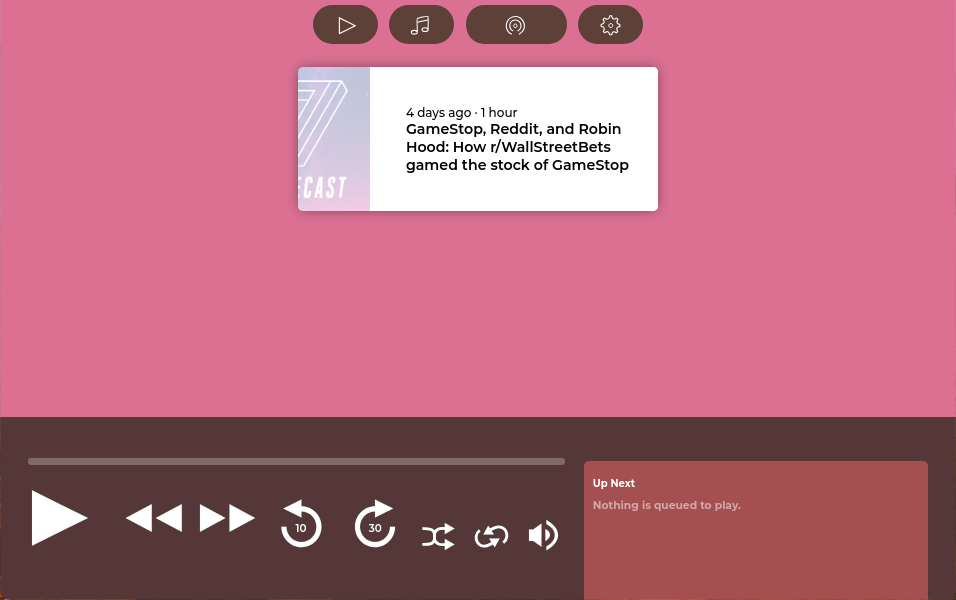 ECAST
4 days ago · 1 hour
GameStop, Reddit, and Robin
Hood: How r/WallStreetBets
gamed the stock of GameStop
10
30
Up Next
Nothing is queued to play.